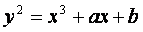 y² = x³ + ax + b